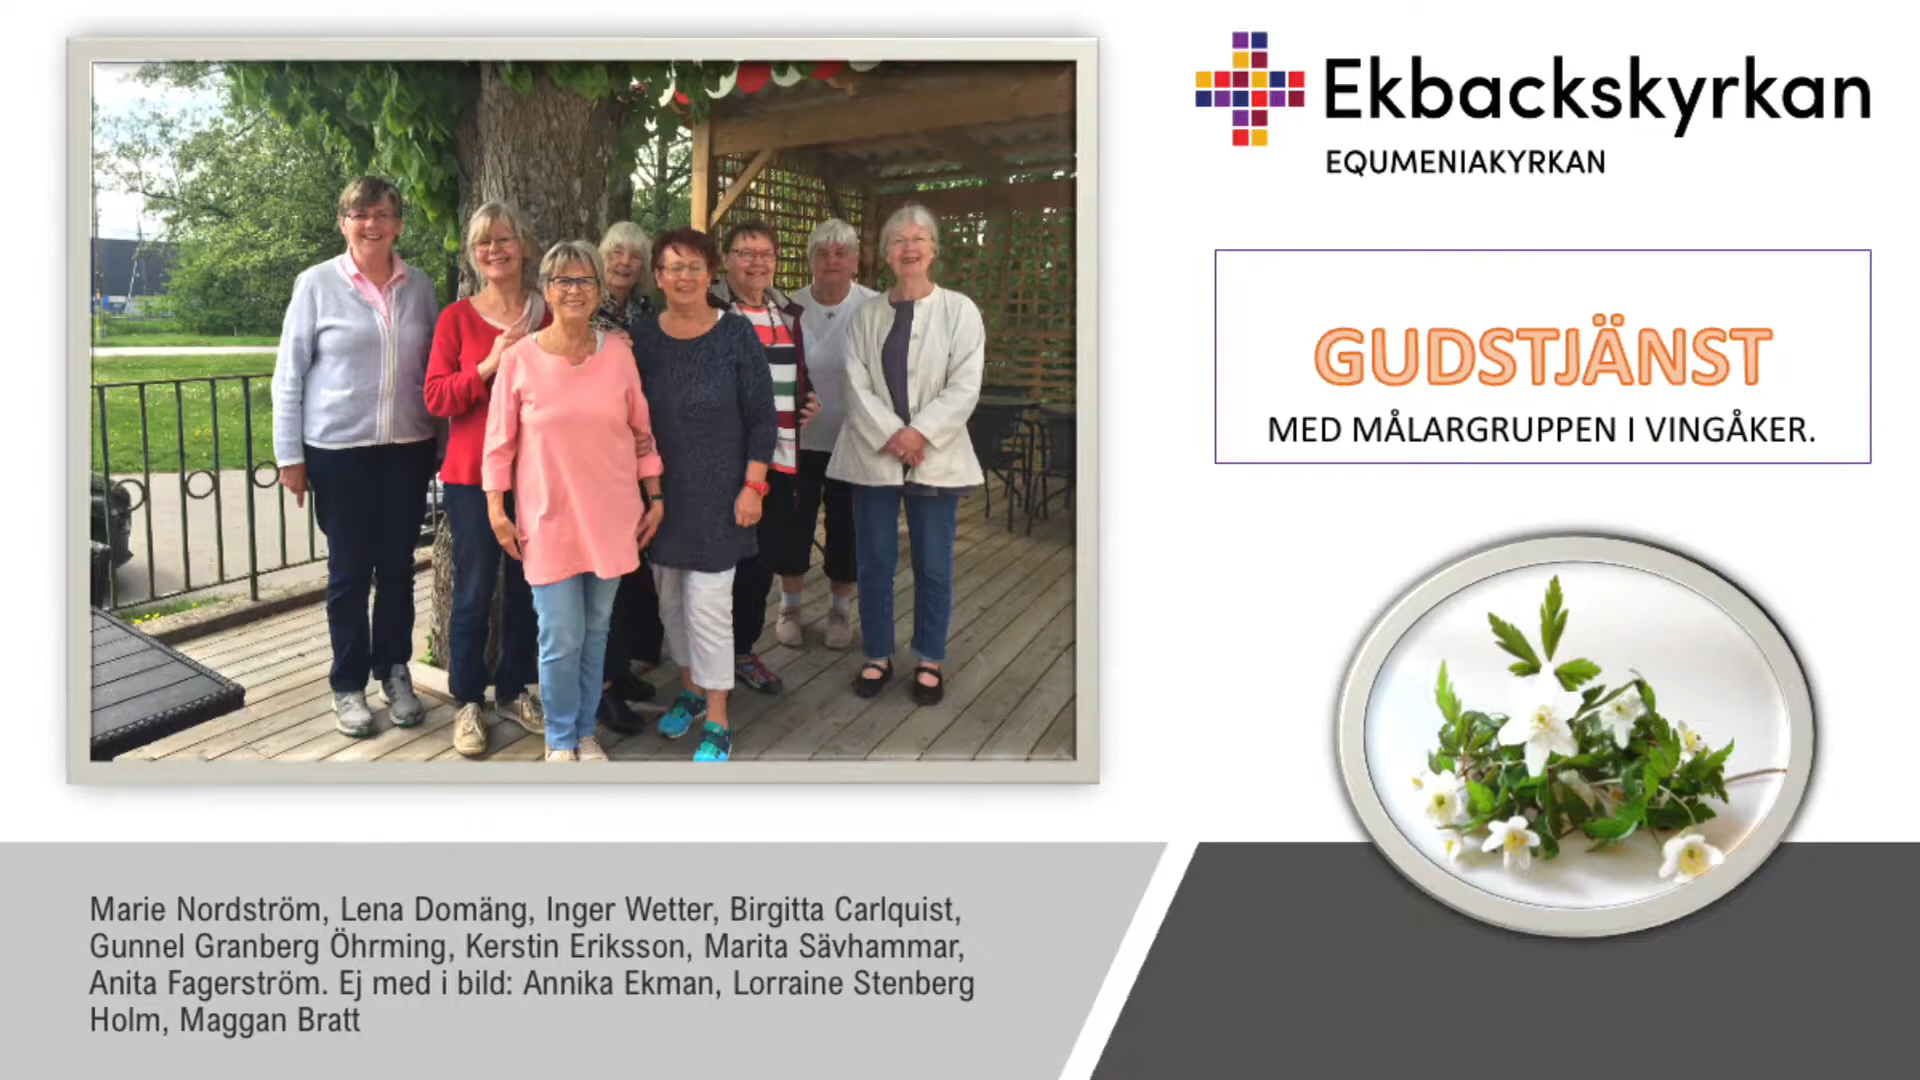 Ekbackskyrkan
EQUMENIAKYRKAN
GUDSTJÄNST
MED MÅLARGRUPPEN I VINGÅKER.
Marie Nordström, Lena Domäng, Inger Wetter, Birgitta Carlquist,
Gunnel Granberg Öhrming, Kerstin Eriksson, Marita Sävhammar,
Anita Fagerström. Ej med i bild: Annika Ekman, Lorraine Stenberg
Holm, Maggan Bratt